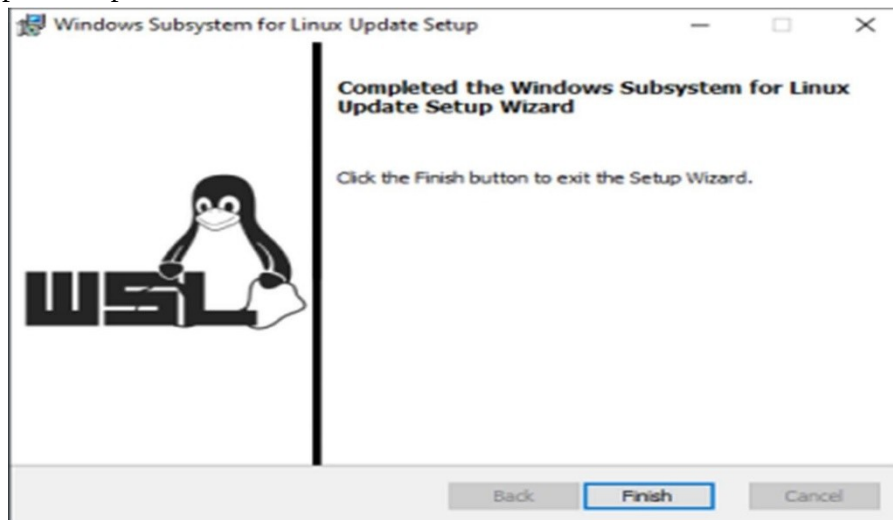 Windows Subsystem for Linux Update Setup
Completed the Windows Subsystem for Linux
Update Setup Wizard
Click the Finish button to exit the Setup Wizard.
WSL
Back
Finish
Cancel